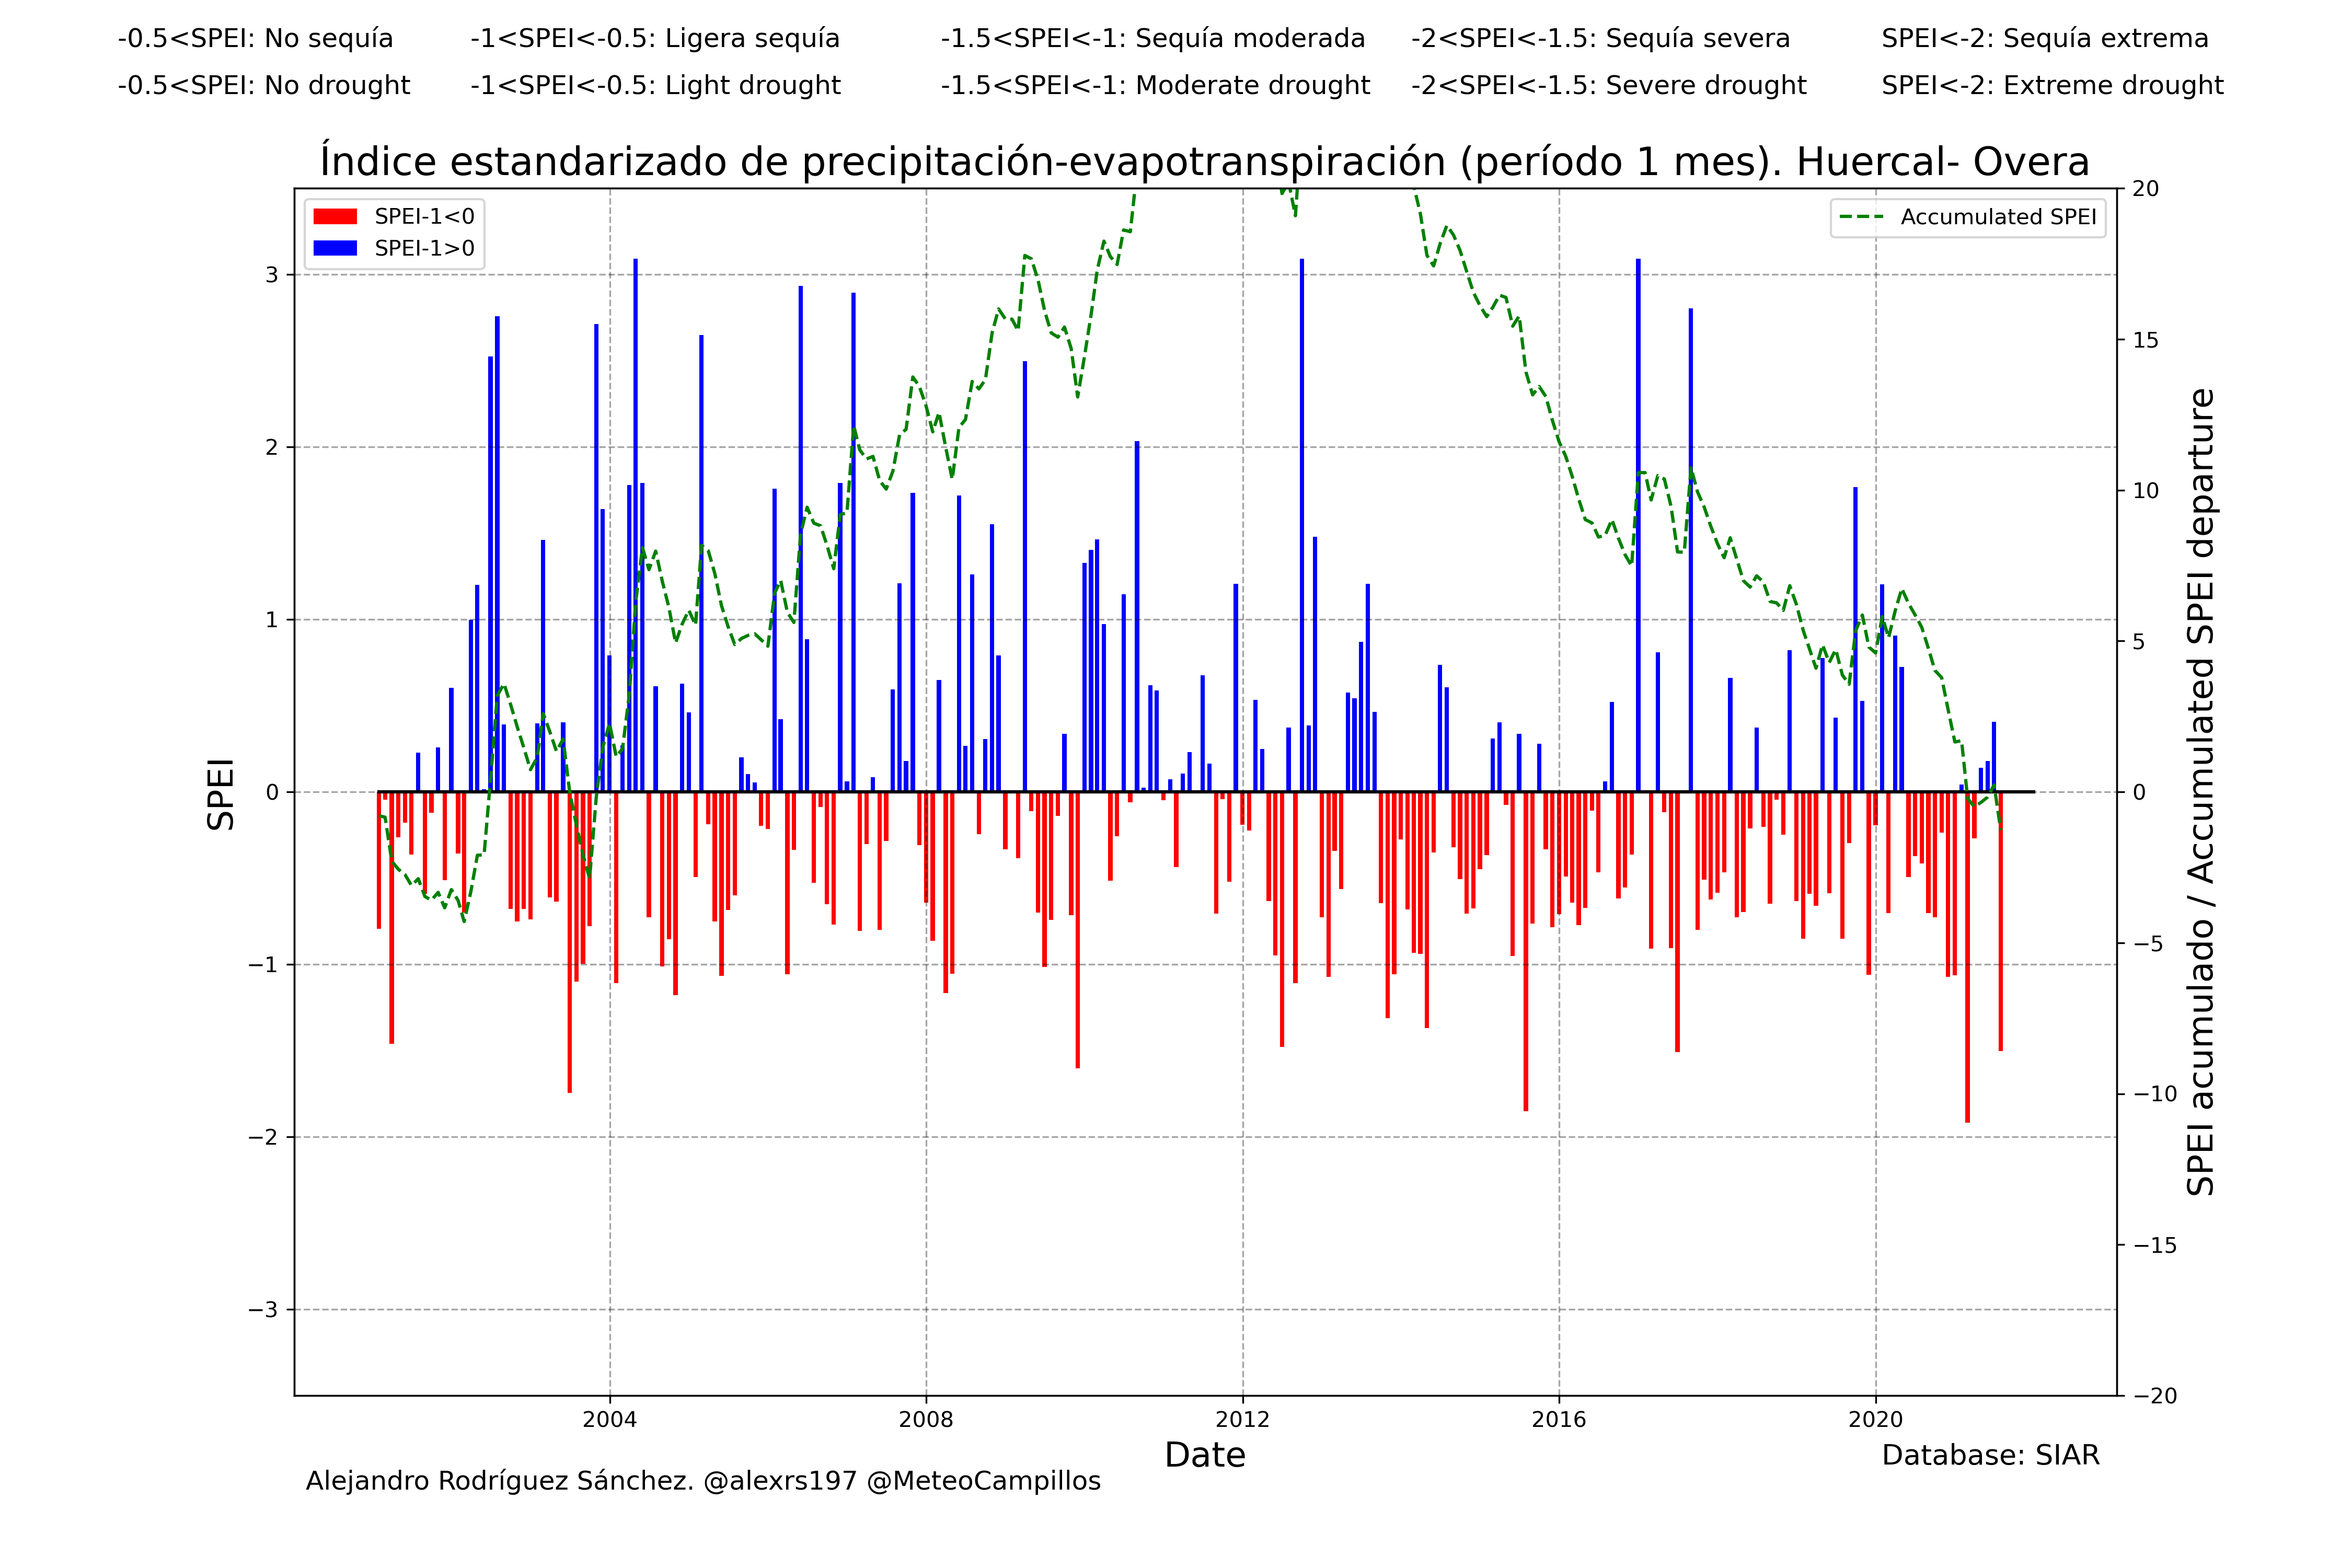 -0.5<SPEI: No sequía -1<SPEI<-0.5: Ligera sequía -1.5<SPEI<-1: Sequía moderada -2<SPEI<-1.5: Sequía severa SPEI<-2: Sequía extrema
-0.5<SPEI: No drought -1<SPEI<-0.5: Light drought -1.5<SPEI<-1: Moderate drought -2<SPEI<-1.5: Severe drought SPEI<-2: Extreme drought
Índice estandarizado de precipitación-evapotranspiración (período 1 mes). Huercal- Overa
SPEI-1<0
SPEI-1>0
Accumulated SPEI
SPEI
3
2
1
0
−1
−2
−3
20
15
10
5
0
−5
−10
−15
−20
SPEI acumulado / Accumulated SPEI departure
2004 2008 2012 2016 2020
Date
Database: SIAR
Alejandro Rodríguez Sánchez. @alexrs197 @MeteoCampillos